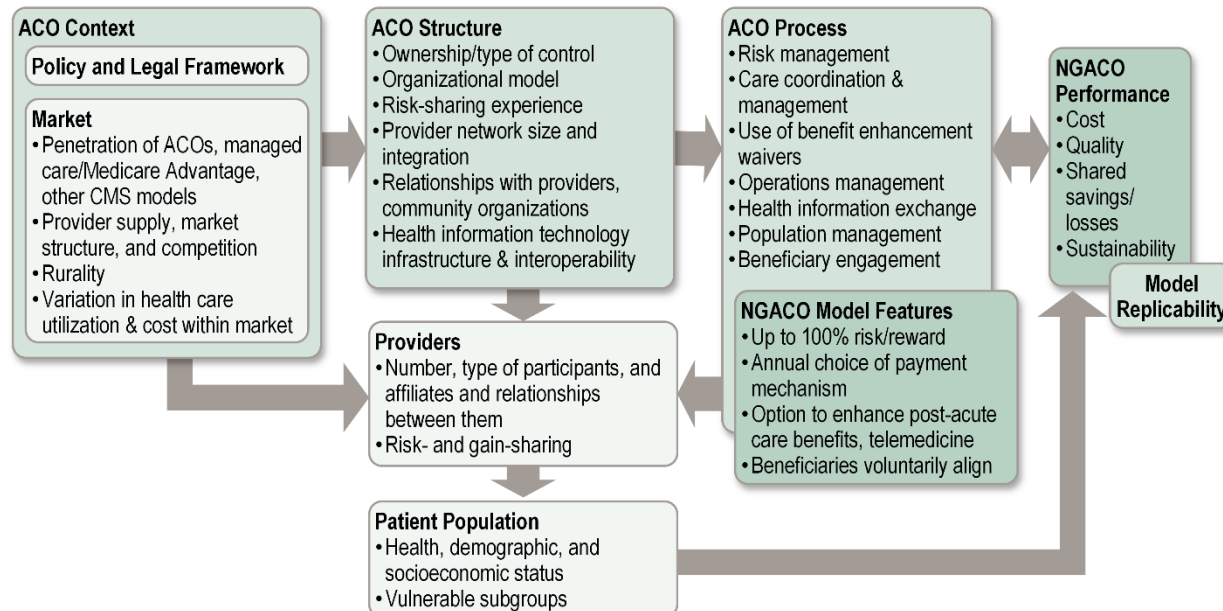 ACO Context
Policy and Legal Framework
Market
• Penetration of ACOs, managed
care/Medicare Advantage,
other CMS models
• Provider supply, market
structure, and competition
• Rurality
• Variation in health care
utilization & cost within market
ACO Structure
• Ownership/type of control
• Organizational model
• Risk-sharing experience
• Provider network size and
integration
• Relationships with providers,
community organizations
• Health information technology
infrastructure & interoperability
Providers
• Number, type of participants, and
affiliates and relationships
between them
• Risk- and gain-sharing
Patient Population
• Health, demographic, and
socioeconomic status
• Vulnerable subgroups
ACO Process
• Risk management
• Care coordination &
management
• Use of benefit enhancement
waivers
• Operations management
• Health information exchange
• Population management
• Beneficiary engagement
NGACO Model Features
• Up to 100% risk/reward
• Annual choice of payment
mechanism
• Option to enhance post-acute
care benefits, telemedicine
• Beneficiaries voluntarily align
NGACO
Performance
• Cost
• Quality
• Shared
savings/
losses
• Sustainability
Model
Replicability